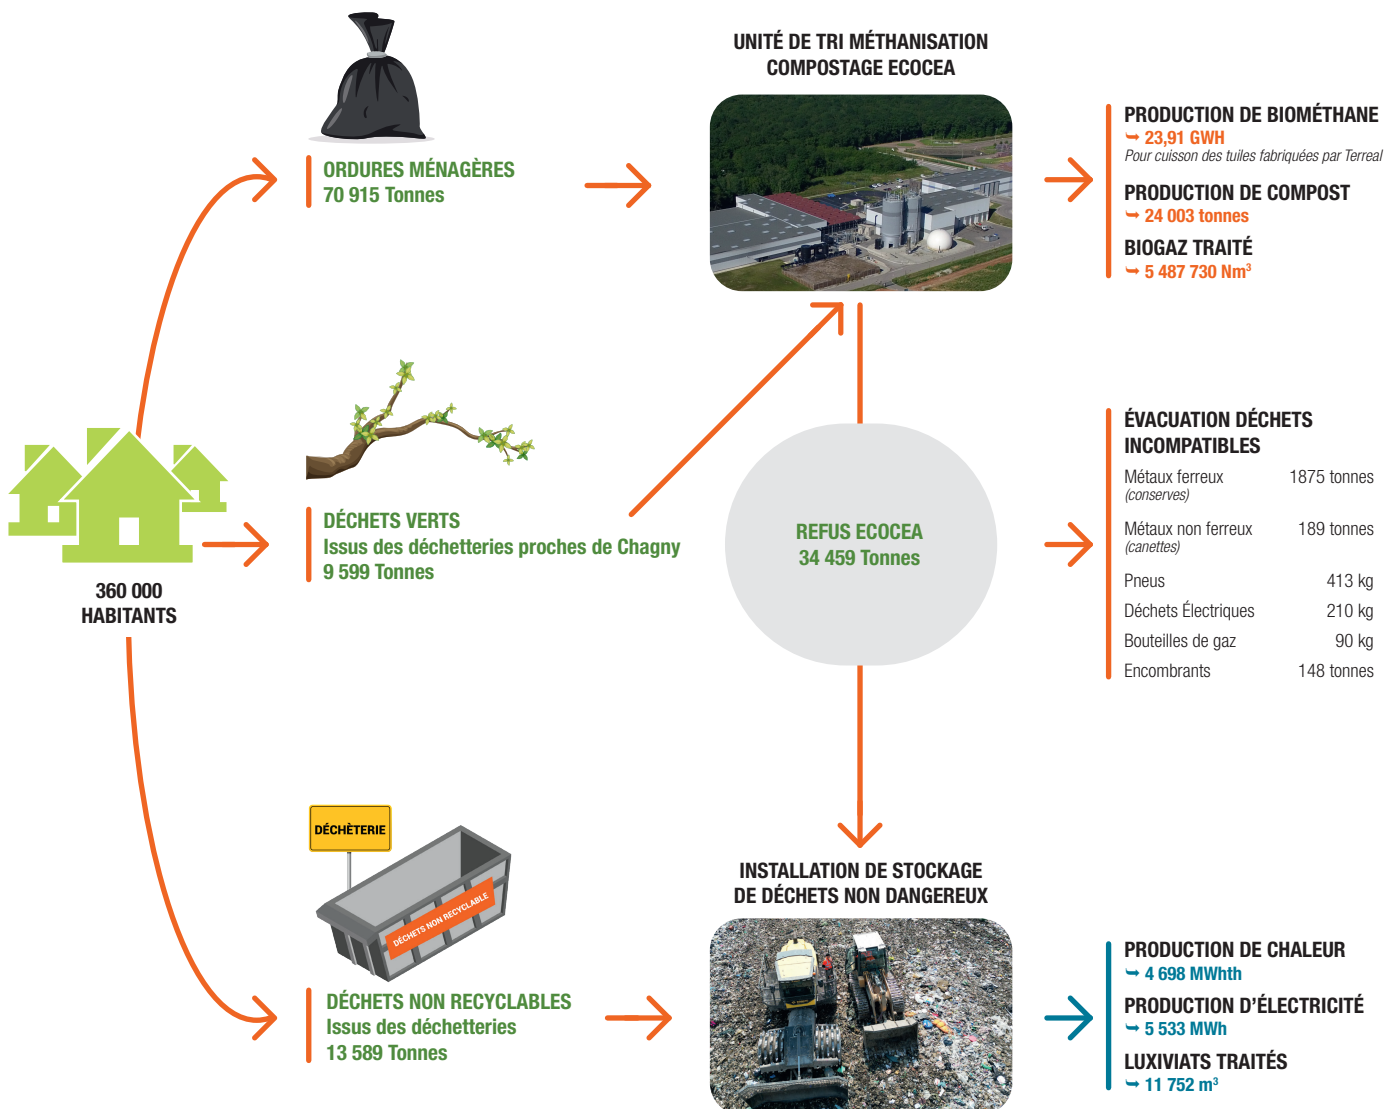 UNITÉ DE TRI MÉTHANISATION
COMPOSTAGE ECOCEA
ORDURES MÉNAGÈRES
70 915 Tonnes
PRODUCTION DE BIOMÉTHANE
➥ 23,91 GWH
Pour cuisson des tuiles fabriquées par Terreal
PRODUCTION DE COMPOST
➥ 24 003 tonnes
BIOGAZ TRAITÉ
➥ 5 487 730 Nm³
DÉCHETS VERTS
Issus des déchetteries proches de Chagny
9 599 Tonnes
360 000
HABITANTS
REFUS ECOCEA
34 459 Tonnes
ÉVACUATION DÉCHETS
INCOMPATIBLES
Métaux ferreux 1875 tonnes
(conserves)
Métaux non ferreux 189 tonnes
(canettes)
Pneus 413 kg
Déchets Électriques 210 kg
Bouteilles de gaz 90 kg
Encombrants 148 tonnes
DÉCHÈTERIE
DÉCHETS NON RECYCLABLE
DÉCHETS NON RECYCLABLES
Issus des déchetteries
13 589 Tonnes
INSTALLATION DE STOCKAGE
DE DÉCHETS NON DANGEREUX
PRODUCTION DE CHALEUR
➥ 4 698 MWhth
PRODUCTION D'ÉLECTRICITÉ
➥ 5 533 MWh
LUXIVIATS TRAITÉS
➥ 11 752 m³